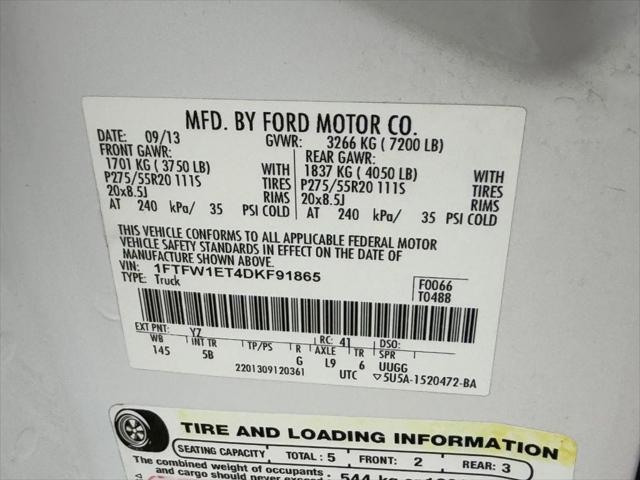 MFD. BY FORD MOTOR CO.
DATE: 09/13 GVWR: 3266 KG ( 7200 LB)
FRONT GAWR: REAR GAWR:
1701 KG ( 3750 LB) WITH 1837 KG ( 4050 LB) WITH
P275/55R20 111S TIRES P275/55R20 111S TIRES
20x8.5J RIMS 20x8.5J RIMS
AT 240 kPa/ 35 PSI COLD AT 240 kPa/ 35 PSI COLD
THIS VEHICLE CONFORMS TO ALL APPLICABLE FEDERAL MOTOR
VEHICLE SAFETY STANDARDS IN EFFECT ON THE DATE OF
MANUFACTURE SHOWN ABOVE.
VIN: 1FTFW1ET4DKF91865 F0066
TYPE: Truck T0488
EXT PNT: YZ RC: 41 DSO:
WB INT TR TP/PS R AXLE TR SPR
145 5B G L9 6 UUGG
2201309120361 UTC ▽5U5A-1520472-BA
TIRE AND LOADING INFORMATION
SEATING CAPACITY TOTAL: 5 FRONT: 2 REAR: 3
The combined weight of occupants
and cargo should never exceed 544 kg